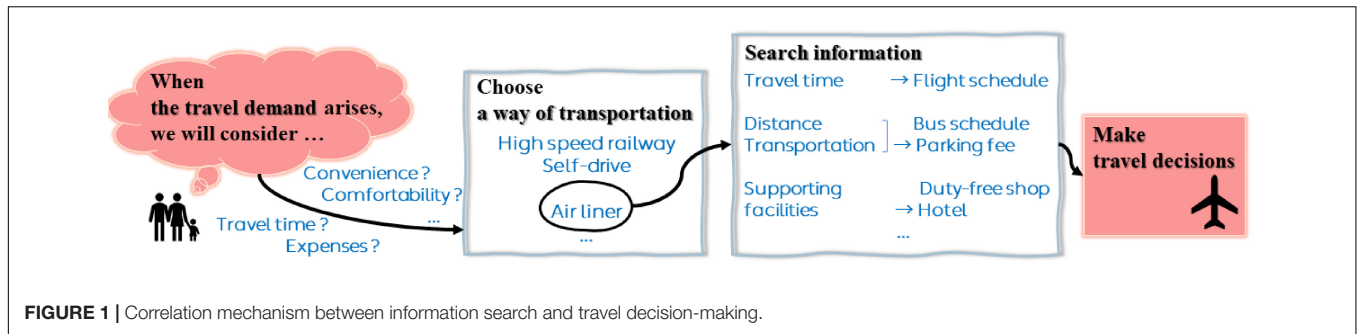 When
the travel demand arises,
we will consider ...
Convenience?
Comfortability?
...
Travel time?
Expenses?
Choose
a way of transportation
High speed railway
Self-drive
Air liner
...
Search information
Travel time → Flight schedule
Distance Bus schedule
Transportation → Parking fee
Supporting Duty-free shop
facilities → Hotel
...
Make
travel decisions
FIGURE 1 | Correlation mechanism between information search and travel decision-making.